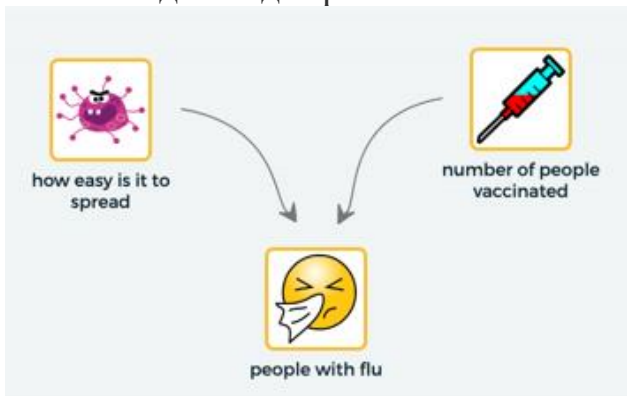 how easy is it to
spread
number of people
vaccinated
people with flu